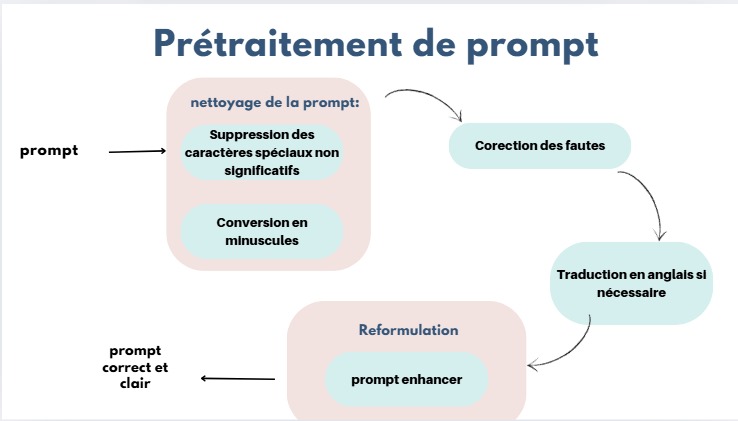 Prétraitement de prompt
nettoyage de la prompt:
prompt
Suppression des
caractères spéciaux non
significatifs
Conversion en
minuscules
Corection des fautes
Traduction en anglais si
nécessaire
Reformulation
prompt enhancer
prompt
correct et
clair